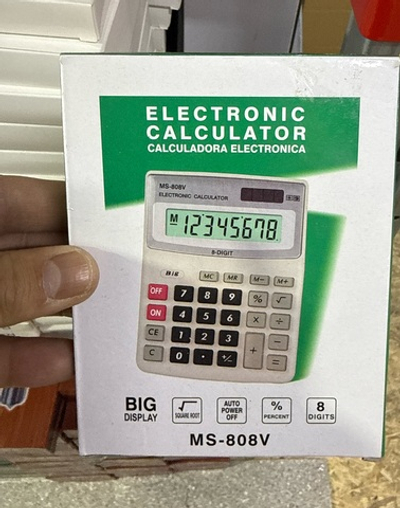 ELECTRONIC
CALCULATOR
CALCULADORA ELECTRONICA
MS-808V
ELECTRONIC CALCULATOR
M
-12345678
8-DIGIT
Big
MC MR M- M+
OFF 7 8 9 % √
ON 4 5 6 × ÷
CE 1 2 3 + -
C 0 • +/- =
BIG
DISPLAY
√
SQUARE ROOT
AUTO
POWER
OFF
%
PERCENT
8
DIGITS
MS-808V